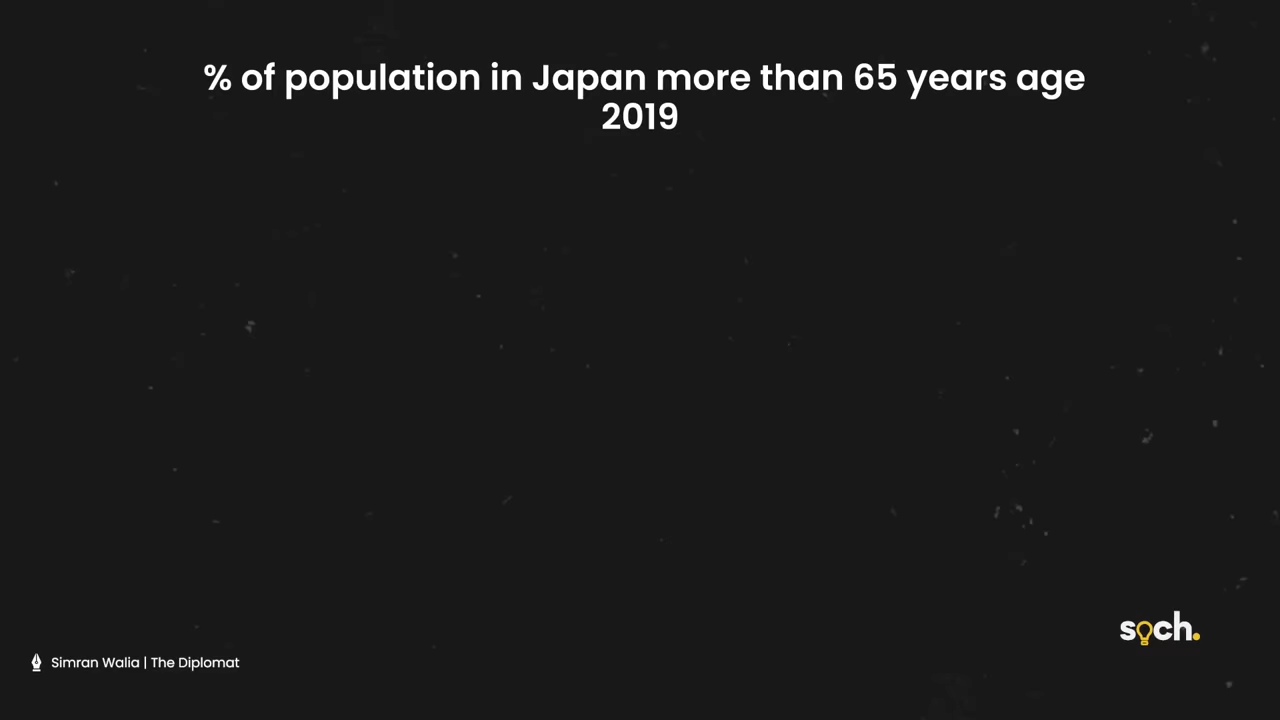 % of population in Japan more than 65 years age
2019
soch.
Simran Walia | The Diplomat